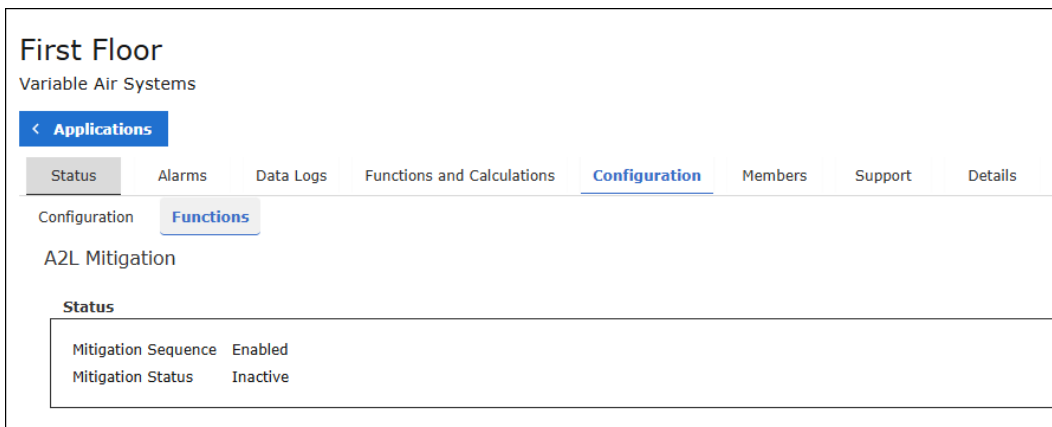 First Floor
Variable Air Systems
< Applications
Status Alarms Data Logs Functions and Calculations Configuration Members Support Details
Configuration Functions
A2L Mitigation
Status
Mitigation Sequence Enabled
Mitigation Status Inactive